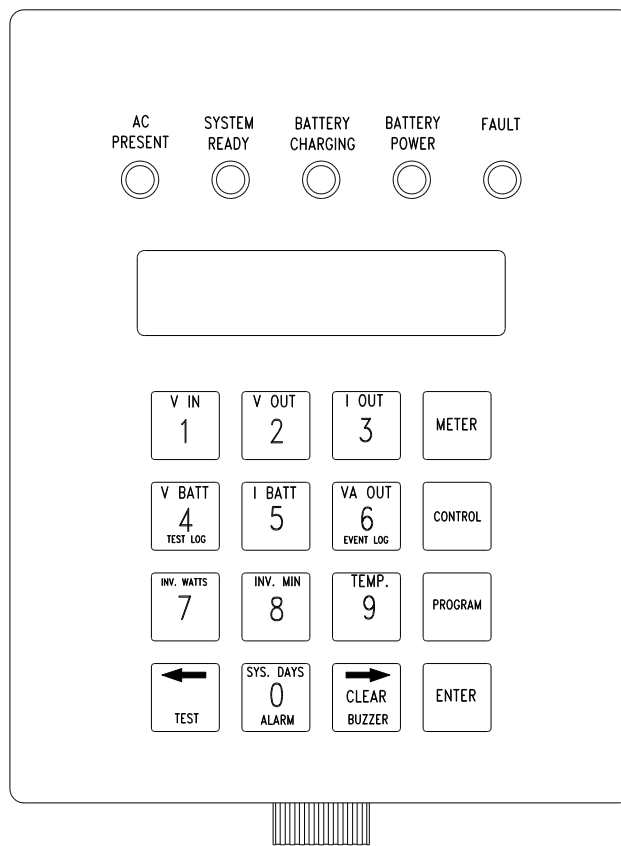 AC
PRESENT
SYSTEM
READY
BATTERY
CHARGING
BATTERY
POWER
FAULT
V IN
1
V OUT
2
I OUT
3
METER
V BATT
4
TEST LOG
I BATT
5
VA OUT
6
EVENT LOG
CONTROL
INV. WATTS
7
INV. MIN
8
TEMP.
9
PROGRAM
TEST
SYS. DAYS
0
ALARM
CLEAR
BUZZER
ENTER